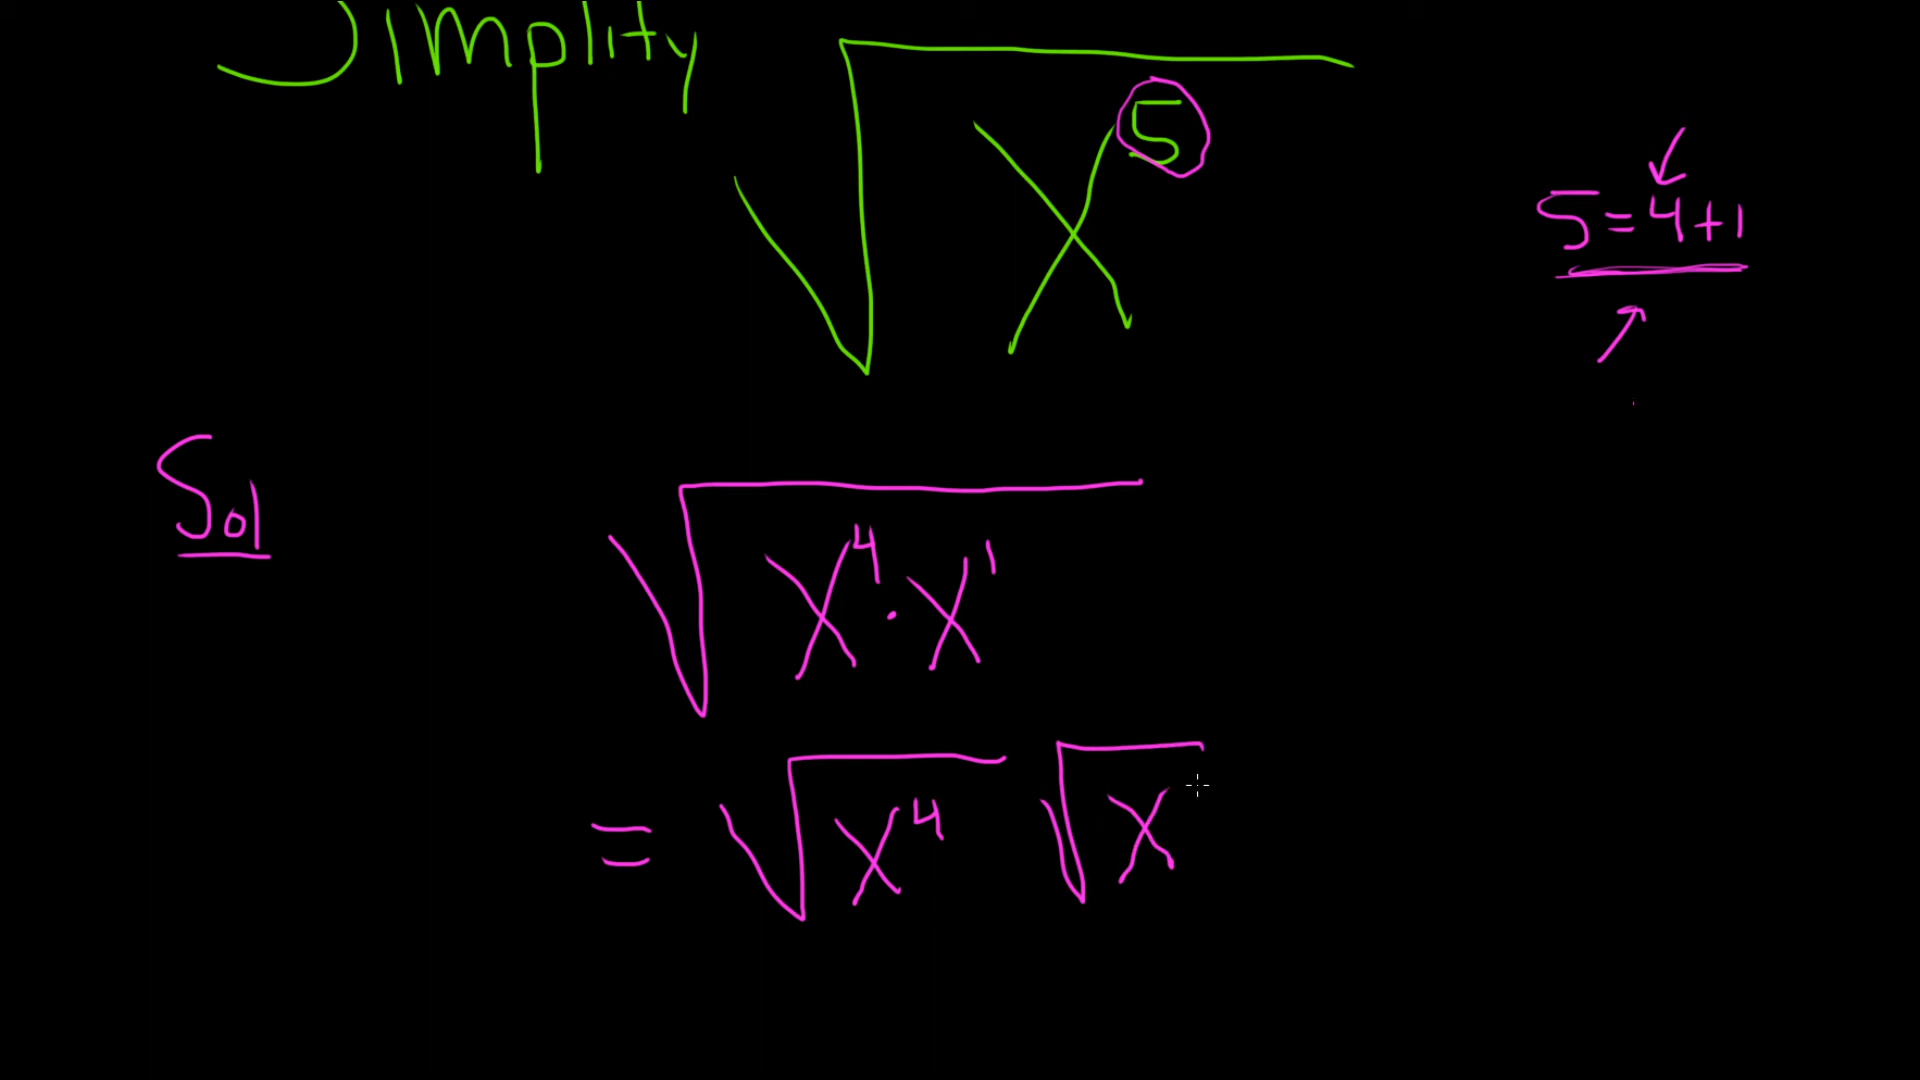 Simplify √x⁵
5=4+1
Sol
√x⁴·x¹
= √x⁴ √x